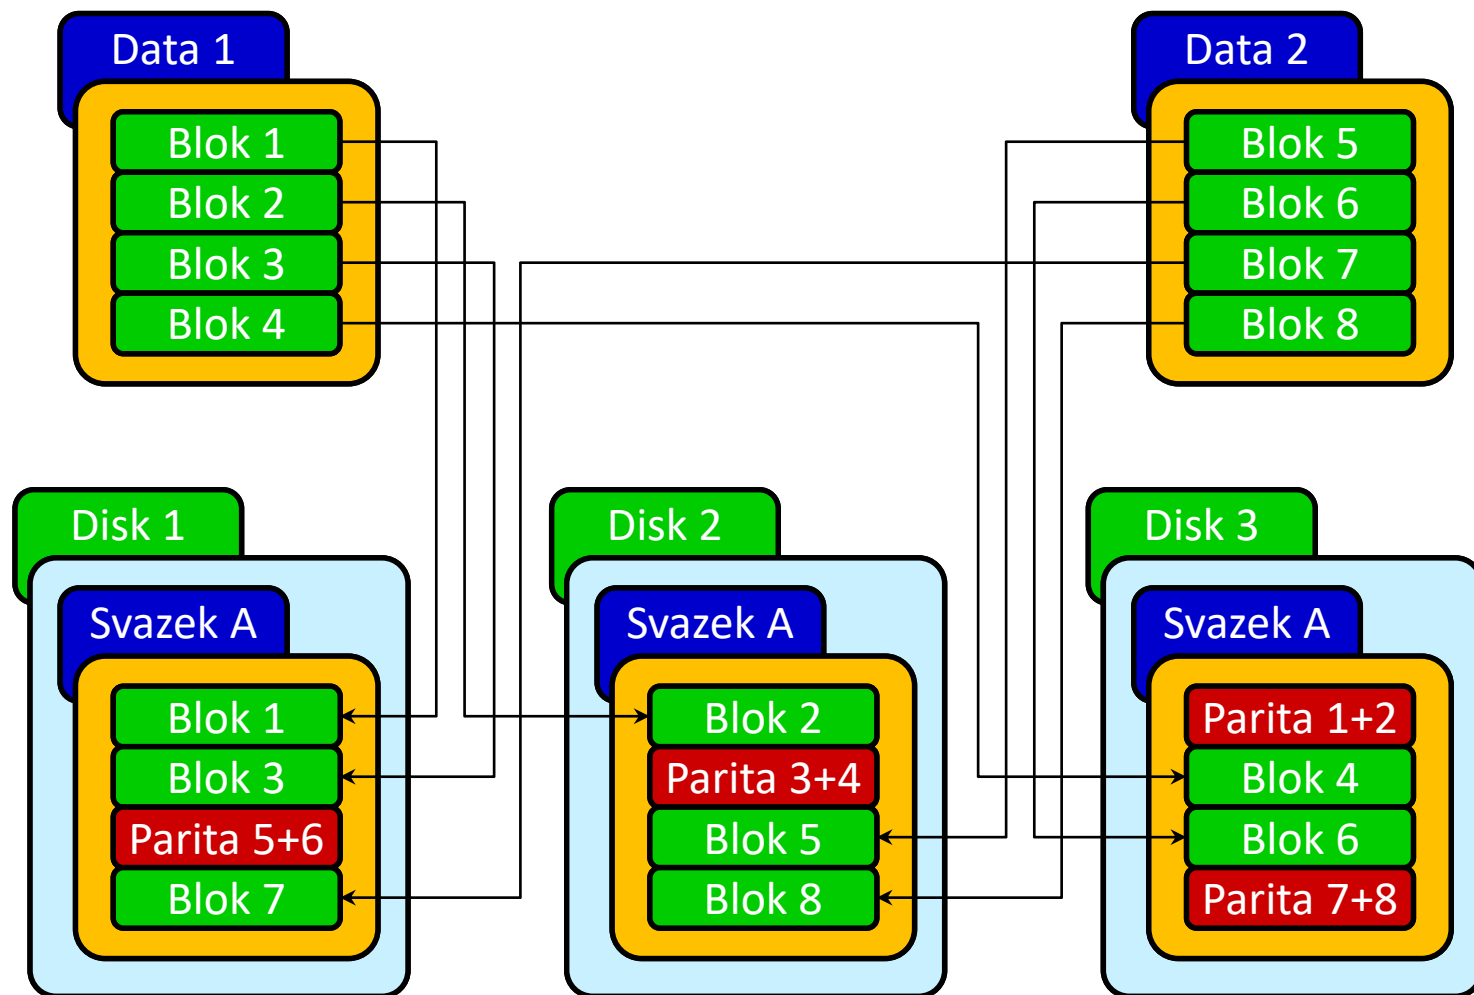 Data 1
Blok 1
Blok 2
Blok 3
Blok 4
Data 2
Blok 5
Blok 6
Blok 7
Blok 8
Disk 1
Svazek A
Blok 1
Blok 3
Parita 5+6
Blok 7
Disk 2
Svazek A
Blok 2
Parita 3+4
Blok 5
Blok 8
Disk 3
Svazek A
Parita 1+2
Blok 4
Blok 6
Parita 7+8